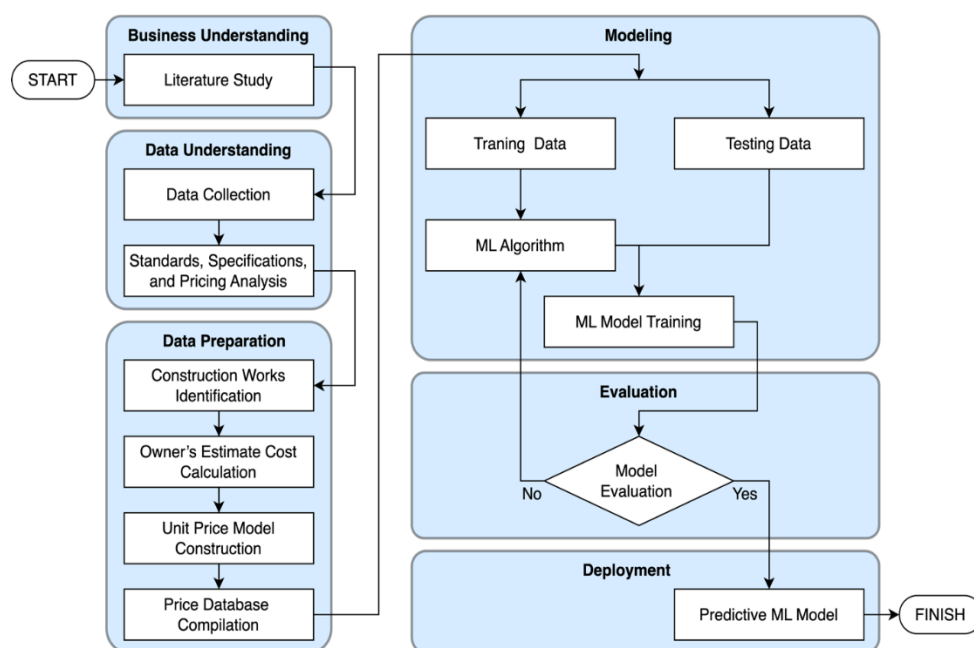 START
Business Understanding
Literature Study
Data Understanding
Data Collection
Standards, Specifications,
and Pricing Analysis
Data Preparation
Construction Works
Identification
Owner's Estimate Cost
Calculation
Unit Price Model
Construction
Price Database
Compilation
Modeling
Traning Data
Testing Data
ML Algorithm
ML Model Training
Evaluation
Model
Evaluation
No
Yes
Deployment
Predictive ML Model
FINISH